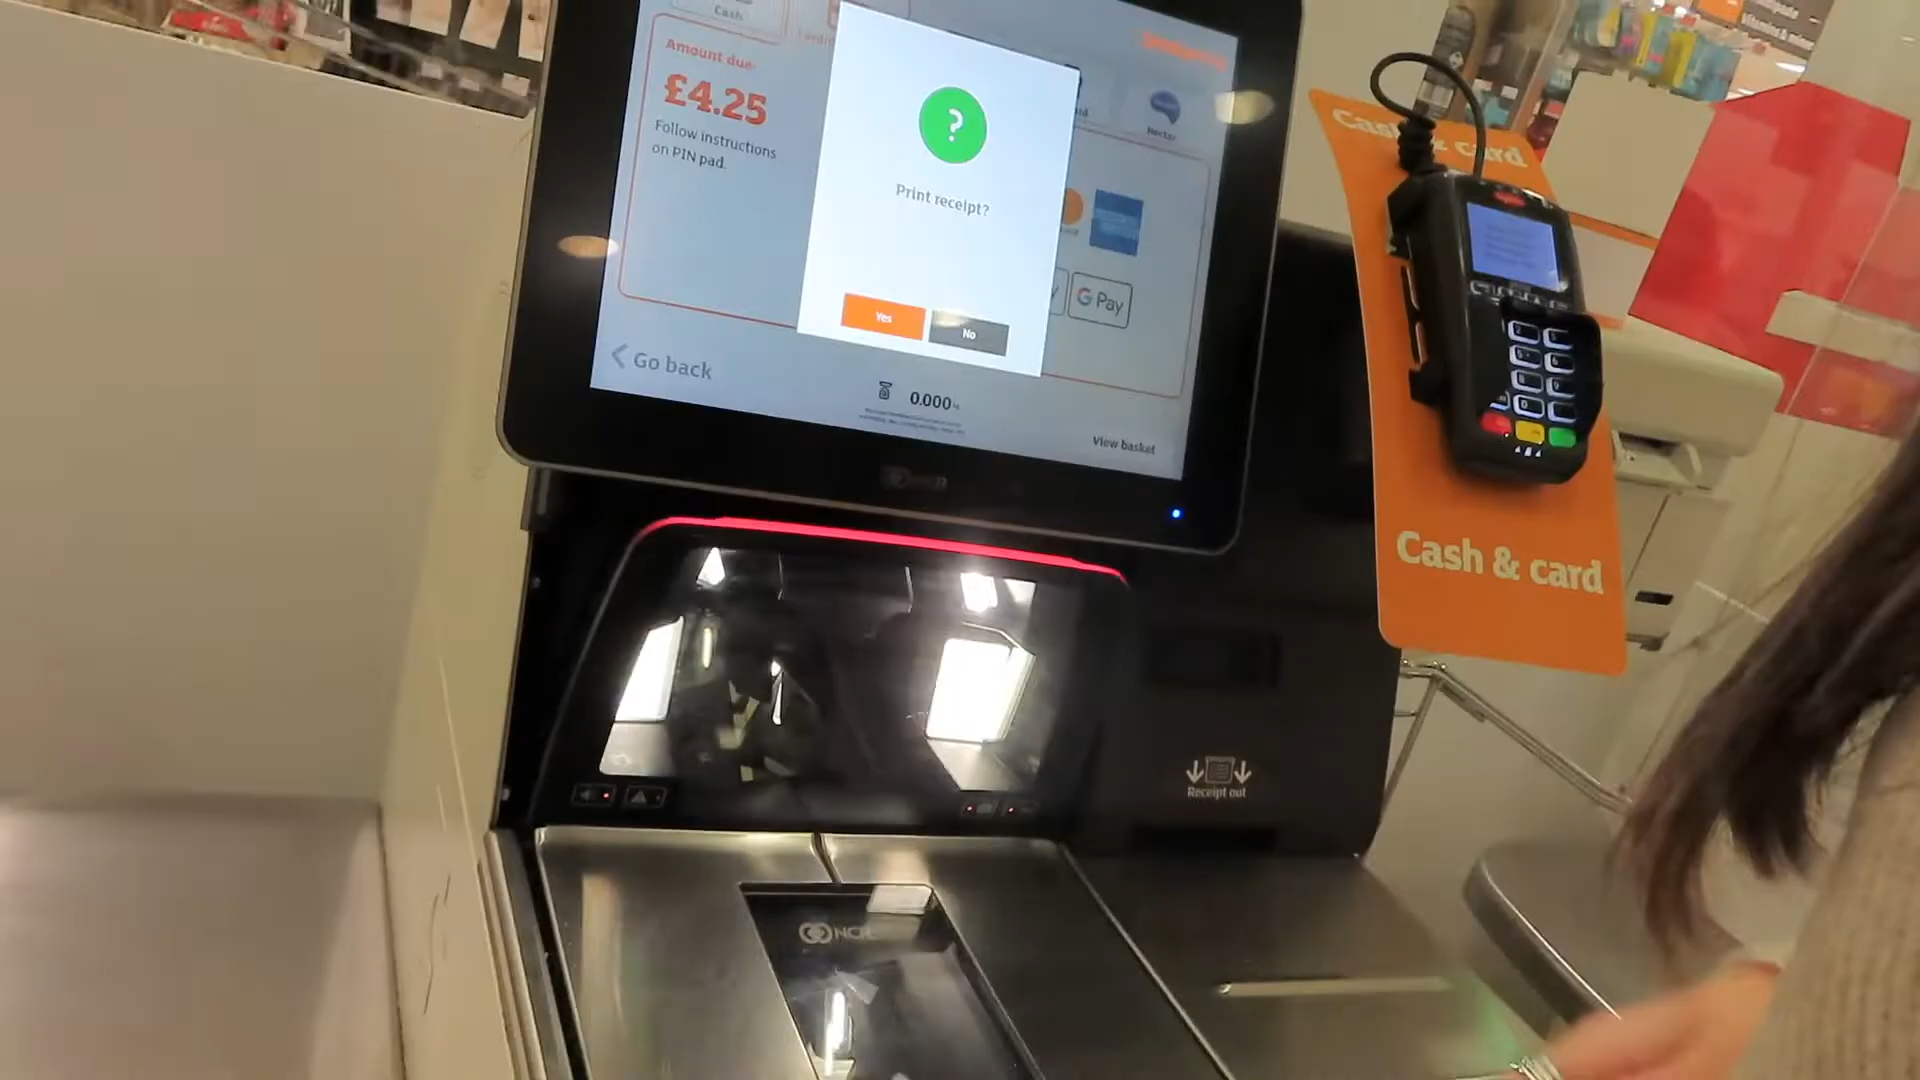 Cash
Amount due:
£4.25
Follow instructions
on PIN pad.
Print receipt?
Yes
No
Nectar
G Pay
Go back
0.000
View basket
Cash & card
Cash & card
Receipt out
NCR